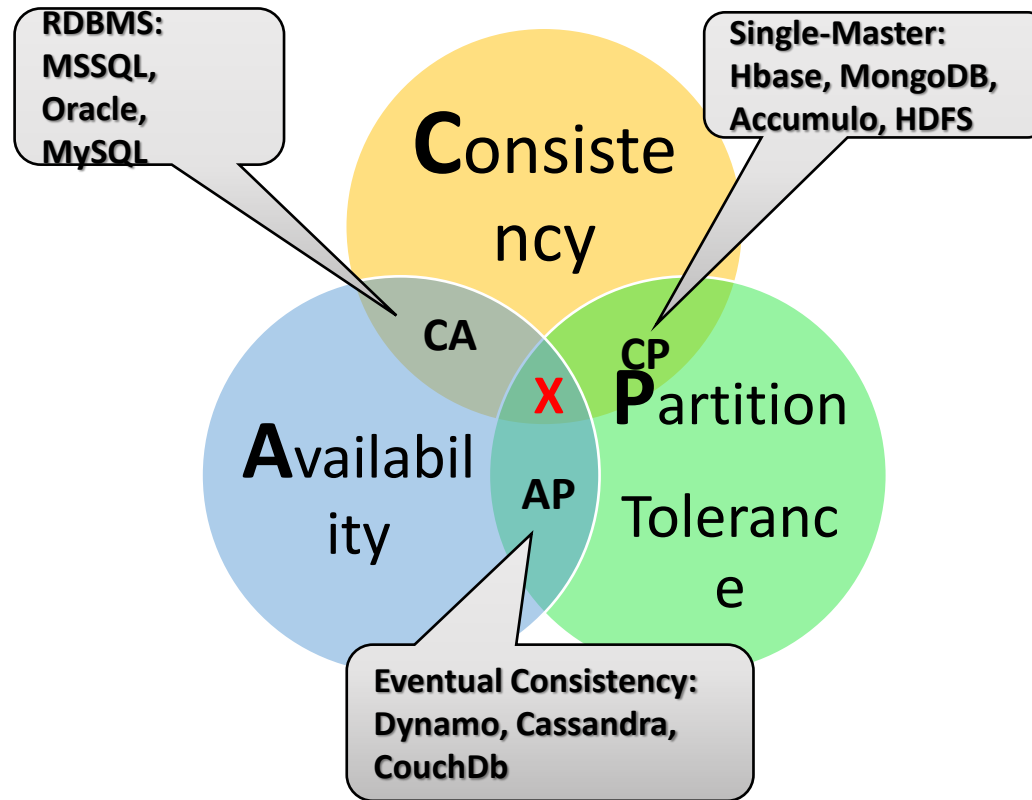 RDBMS:
MSSQL,
Oracle,
MySQL
Single-Master:
Hbase, MongoDB,
Accumulo, HDFS
Consiste
ncy
CA
CP
X
Partition
Toleranc
e
Availabil
ity
AP
Eventual Consistency:
Dynamo, Cassandra,
CouchDb